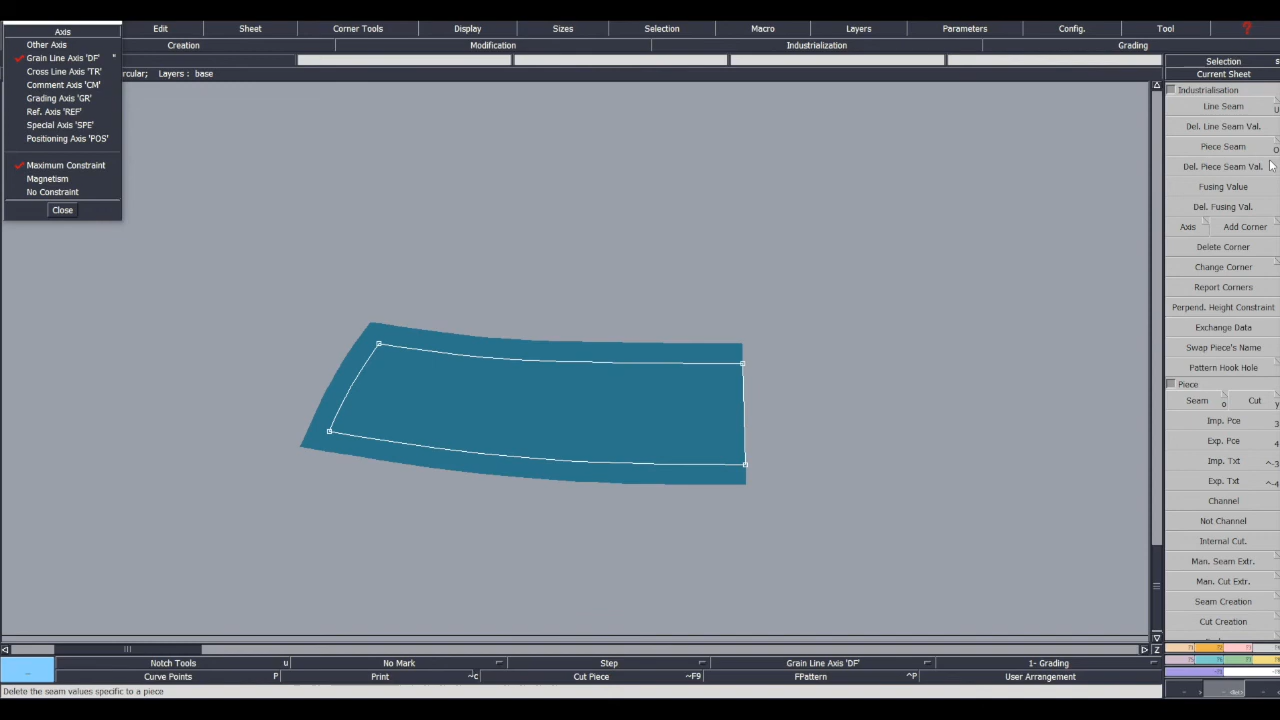 Edit Sheet Corner Tools Display Sizes Selection Macro Layers Parameters Config. Tool ?
Creation Modification Industrialization Grading
cular; Layers : base
Axis
Other Axis
Grain Line Axis 'DF' "
Cross Line Axis 'TR'
Comment Axis 'CM'
Grading Axis 'GR'
Ref. Axis 'REF'
Special Axis 'SPE'
Positioning Axis 'POS'
Maximum Constraint
Magnetism
No Constraint
Close
Selection s
Current Sheet
Industrialisation
Line Seam U
Del. Line Seam Val.
Piece Seam O
Del. Piece Seam Val.
Fusing Value
Del. Fusing Val.
Axis Add Corner
Delete Corner
Change Corner
Report Corners
Perpend. Height Constraint
Exchange Data
Swap Piece's Name
Pattern Hook Hole
Piece
Seam o Cut y
Imp. Pce 3
Exp. Pce 4
Imp. Txt ^-3
Exp. Txt ^-4
Channel
Not Channel
Internal Cut.
Man. Seam Extr.
Man. Cut Extr.
Seam Creation
Cut Creation
Z
Notch Tools u No Mark Step Grain Line Axis 'DF' 1- Grading
Curve Points P Print ~c Cut Piece ~F9 FPattern ^P User Arrangement
Delete the seam values specific to a piece